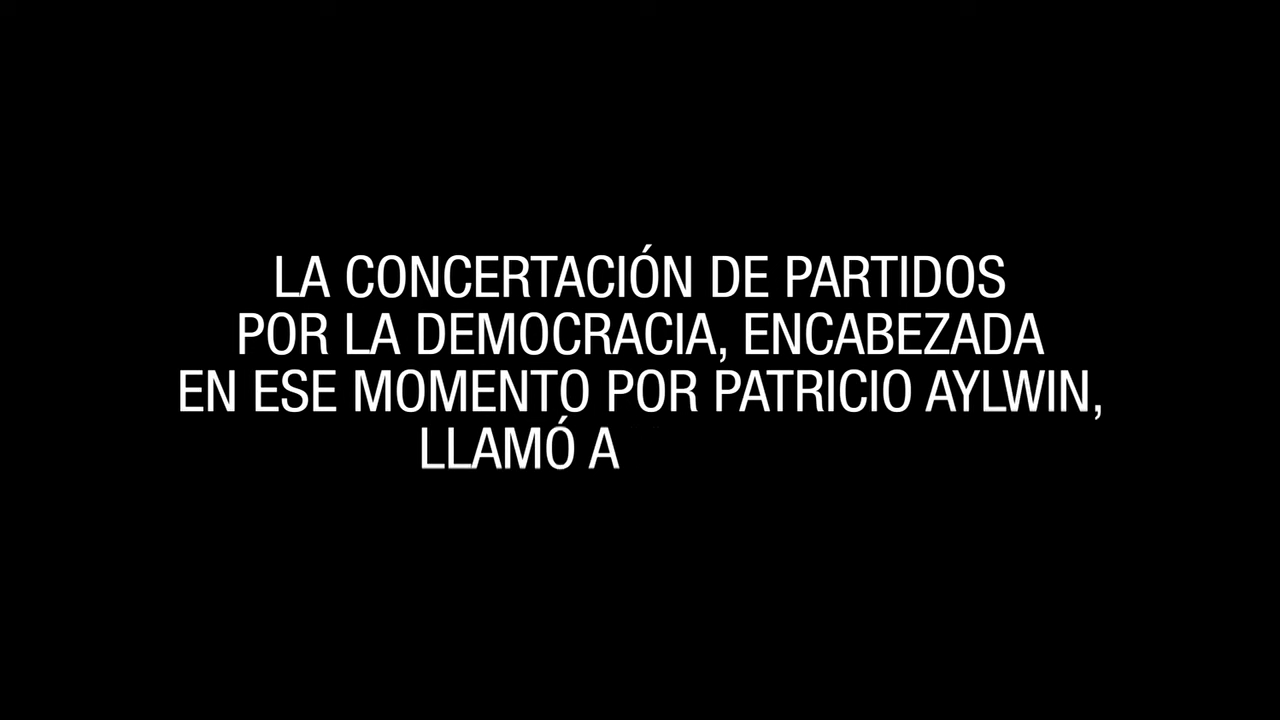 LA CONCERTACIÓN DE PARTIDOS
POR LA DEMOCRACIA, ENCABEZADA
EN ESE MOMENTO POR PATRICIO AYLWIN,
LLAMÓ A